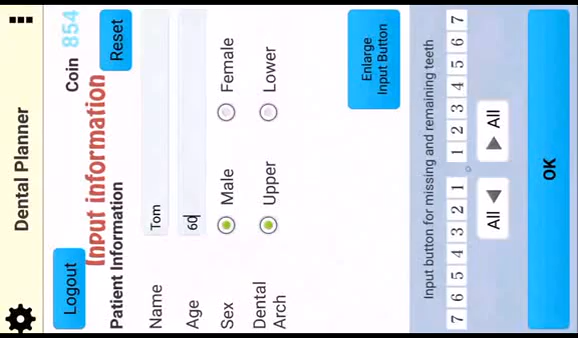 Dental Planner
Logout
Coin 854
Input information
Patient Information
Reset
Name Tom
Age 60
Sex Male Female
Dental Arch Upper Lower
Enlarge
Input Button
Input button for missing and remaining teeth
7 6 5 4 3 2 1 1 2 3 4 5 6 7
All ◀ ▶ All
OK